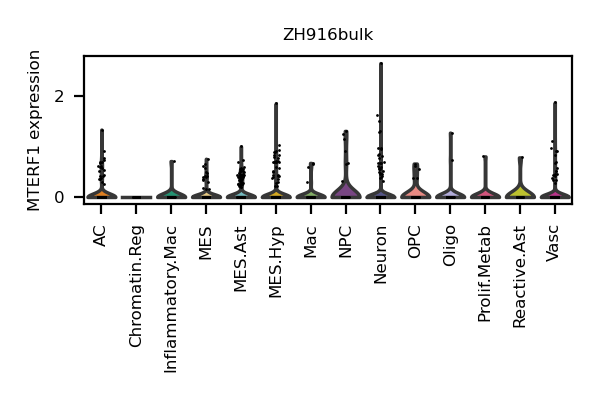 ZH916bulk
MTERF1 expression
2
0
AC
Chromatin.Reg
Inflammatory.Mac
MES
MES.Ast
MES.Hyp
Mac
NPC
Neuron
OPC
Oligo
Prolif.Metab
Reactive.Ast
Vasc